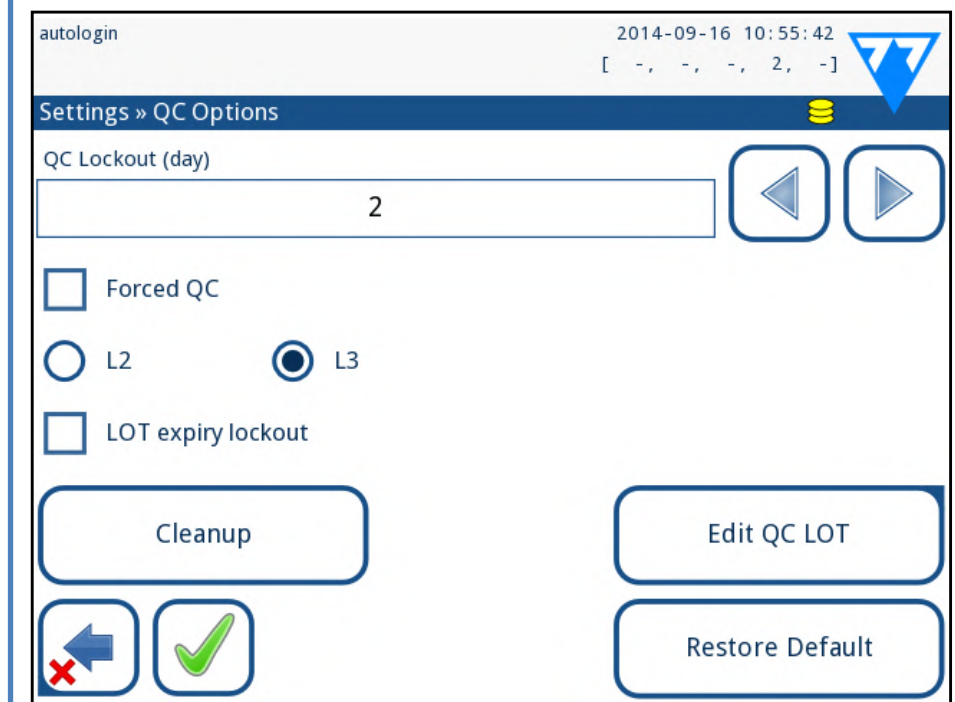 autologin
2014-09-16 10:55:42
[ -, -, -, 2, -]
Settings » QC Options
QC Lockout (day)
2
Forced QC
L2
L3
LOT expiry lockout
Cleanup
Edit QC LOT
Restore Default